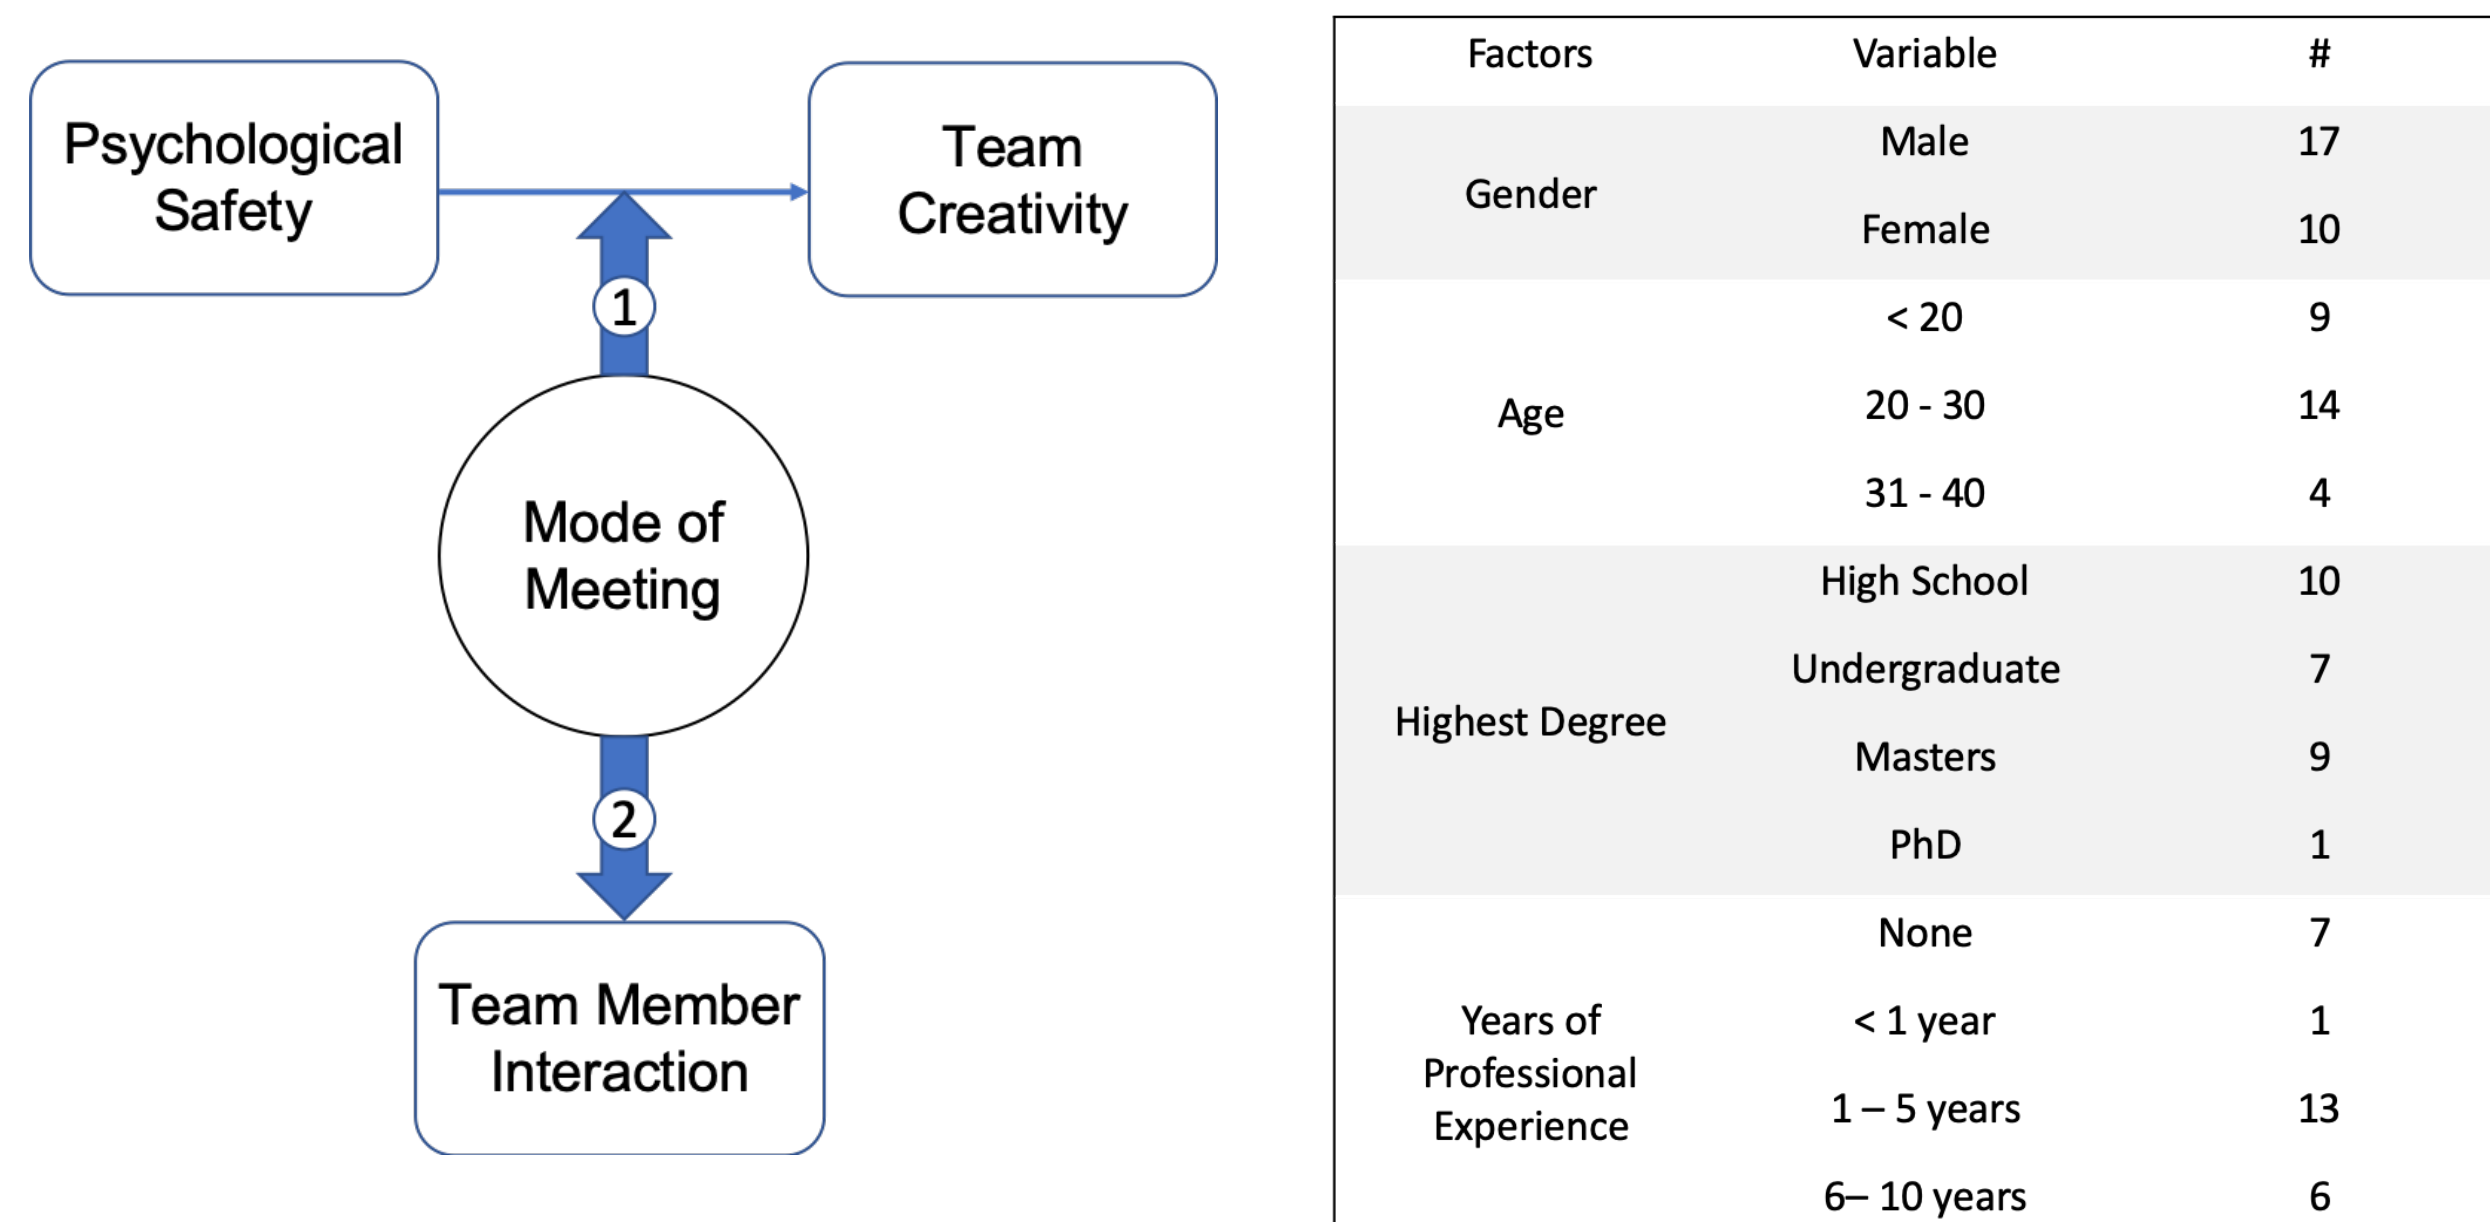 Psychological
Safety
Team
Creativity
1
Mode of
Meeting
2
Team Member
Interaction
Factors Variable #
Gender
Male 17
Female 10
Age
< 20 9
20 - 30 14
31 - 40 4
Highest Degree
High School 10
Undergraduate 7
Masters 9
PhD 1
Years of
Professional
Experience
None 7
< 1 year 1
1 – 5 years 13
6– 10 years 6